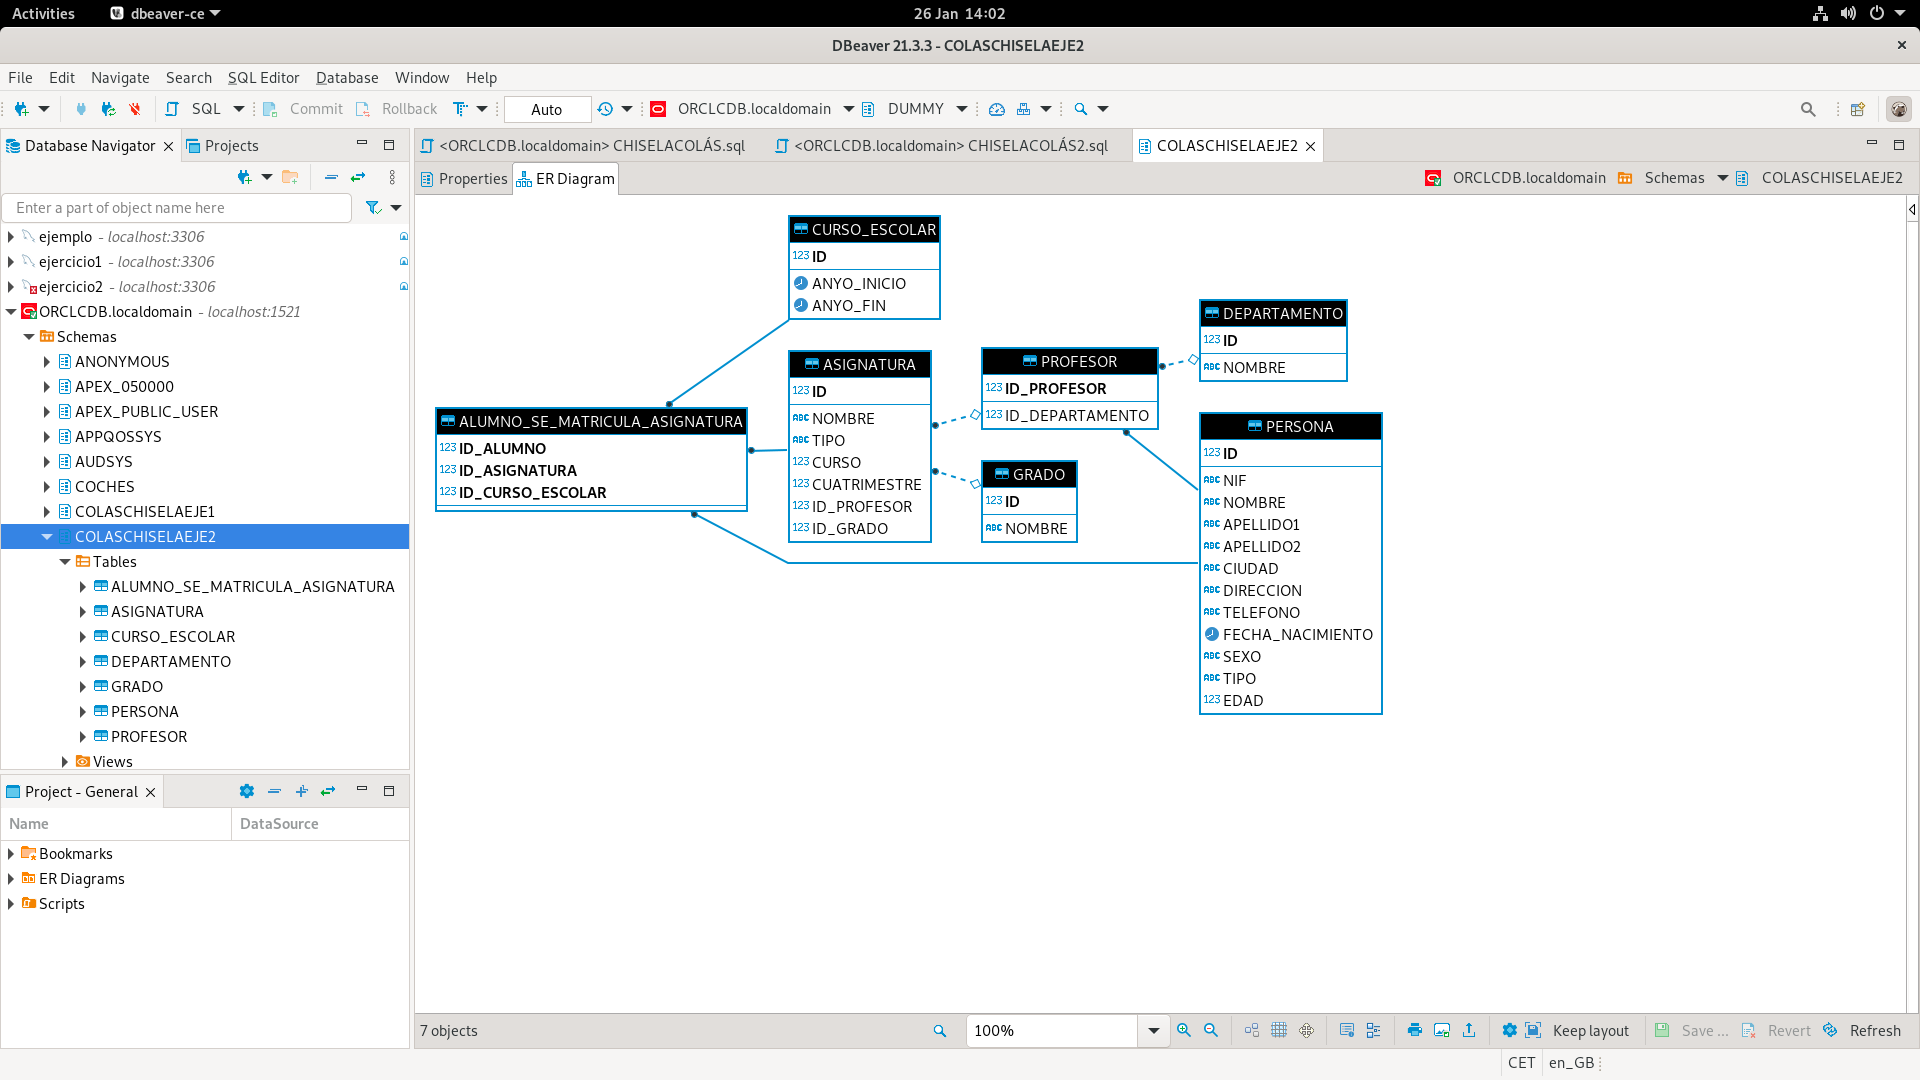 Activities
dbeaver-ce
26 Jan 14:02
DBeaver 21.3.3 - COLASCHISELAEJE2
File Edit Navigate Search SQL Editor Database Window Help
SQL Commit Rollback Auto ORCLCDB.localdomain DUMMY
Database Navigator
Projects
Enter a part of object name here
ejemplo - localhost:3306
ejercicio1 - localhost:3306
ejercicio2 - localhost:3306
ORCLCDB.localdomain - localhost:1521
Schemas
ANONYMOUS
APEX_050000
APEX_PUBLIC_USER
APPQOSSYS
AUDSYS
COCHES
COLASCHISELAEJE1
COLASCHISELAEJE2
Tables
ALUMNO_SE_MATRICULA_ASIGNATURA
ASIGNATURA
CURSO_ESCOLAR
DEPARTAMENTO
GRADO
PERSONA
PROFESOR
Views
Project - General
Name DataSource
Bookmarks
ER Diagrams
Scripts
<ORCLCDB.localdomain> CHISELACOLÁS.sql
<ORCLCDB.localdomain> CHISELACOLÁS2.sql
COLASCHISELAEJE2
Properties
ER Diagram
ORCLCDB.localdomain Schemas COLASCHISELAEJE2
CURSO_ESCOLAR
123 ID
ANYO_INICIO
ANYO_FIN
ALUMNO_SE_MATRICULA_ASIGNATURA
123 ID_ALUMNO
123 ID_ASIGNATURA
123 ID_CURSO_ESCOLAR
ASIGNATURA
123 ID
ABC NOMBRE
ABC TIPO
123 CURSO
123 CUATRIMESTRE
123 ID_PROFESOR
123 ID_GRADO
PROFESOR
123 ID_PROFESOR
123 ID_DEPARTAMENTO
GRADO
123 ID
ABC NOMBRE
DEPARTAMENTO
123 ID
ABC NOMBRE
PERSONA
123 ID
ABC NIF
ABC NOMBRE
ABC APELLIDO1
ABC APELLIDO2
ABC CIUDAD
ABC DIRECCION
ABC TELEFONO
FECHA_NACIMIENTO
ABC SEXO
ABC TIPO
123 EDAD
7 objects
100%
Keep layout
Save ...
Revert
Refresh
CET
en_GB